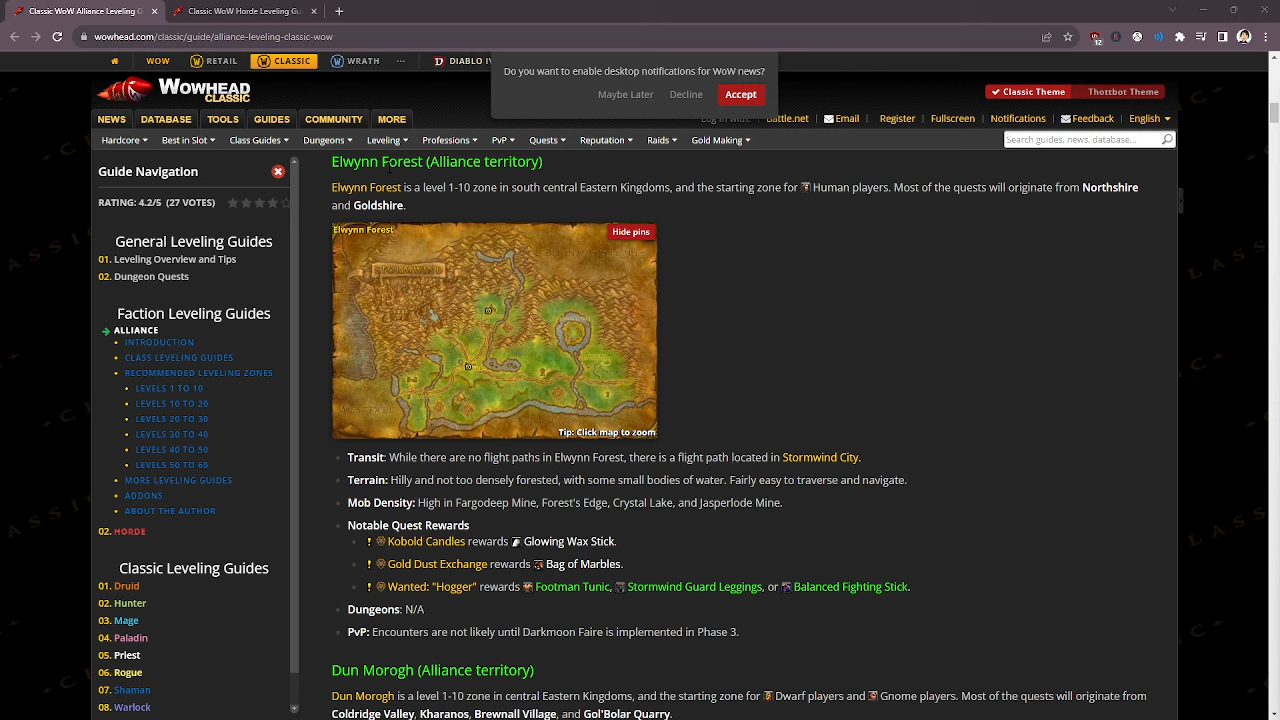 Classic WoW Alliance Leveling G
Classic WoW Horde Leveling Gui
wowhead.com/classic/guide/alliance-leveling-classic-wow
12
WOW
RETAIL
CLASSIC
WRATH
DIABLO IV
Do you want to enable desktop notifications for WoW news?
Maybe Later
Decline
Accept
WOWHEAD
CLASSIC
Classic Theme
Thottbot Theme
NEWS
DATABASE
TOOLS
GUIDES
COMMUNITY
MORE
Log in with:
Battle.net
Email
Register
Fullscreen
Notifications
Feedback
English
Hardcore
Best in Slot
Class Guides
Dungeons
Leveling
Professions
PvP
Quests
Reputation
Raids
Gold Making
Search guides, news, database...
Guide Navigation
RATING: 4.2/5 (27 VOTES)
General Leveling Guides
01. Leveling Overview and Tips
02. Dungeon Quests
Faction Leveling Guides
ALLIANCE
INTRODUCTION
CLASS LEVELING GUIDES
RECOMMENDED LEVELING ZONES
LEVELS 1 TO 10
LEVELS 10 TO 20
LEVELS 20 TO 30
LEVELS 30 TO 40
LEVELS 40 TO 50
LEVELS 50 TO 60
MORE LEVELING GUIDES
ADDONS
ABOUT THE AUTHOR
02. HORDE
Classic Leveling Guides
01. Druid
02. Hunter
03. Mage
04. Paladin
05. Priest
06. Rogue
07. Shaman
08. Warlock
Elwynn Forest (Alliance territory)
Elwynn Forest is a level 1-10 zone in south central Eastern Kingdoms, and the starting zone for Human players. Most of the quests will originate from Northshire
and Goldshire.
Elwynn Forest
Hide pins
STORMWIND
Tip: Click map to zoom
Transit: While there are no flight paths in Elwynn Forest, there is a flight path located in Stormwind City.
Terrain: Hilly and not too densely forested, with some small bodies of water. Fairly easy to traverse and navigate.
Mob Density: High in Fargodeep Mine, Forest's Edge, Crystal Lake, and Jasperlode Mine.
Notable Quest Rewards
Kobold Candles rewards Glowing Wax Stick.
Gold Dust Exchange rewards Bag of Marbles.
Wanted: "Hogger" rewards Footman Tunic, Stormwind Guard Leggings, or Balanced Fighting Stick.
Dungeons: N/A
PvP: Encounters are not likely until Darkmoon Faire is implemented in Phase 3.
Dun Morogh (Alliance territory)
Dun Morogh is a level 1-10 zone in central Eastern Kingdoms, and the starting zone for Dwarf players and Gnome players. Most of the quests will originate from
Coldridge Valley, Kharanos, Brewnall Village, and Gol'Bolar Quarry.